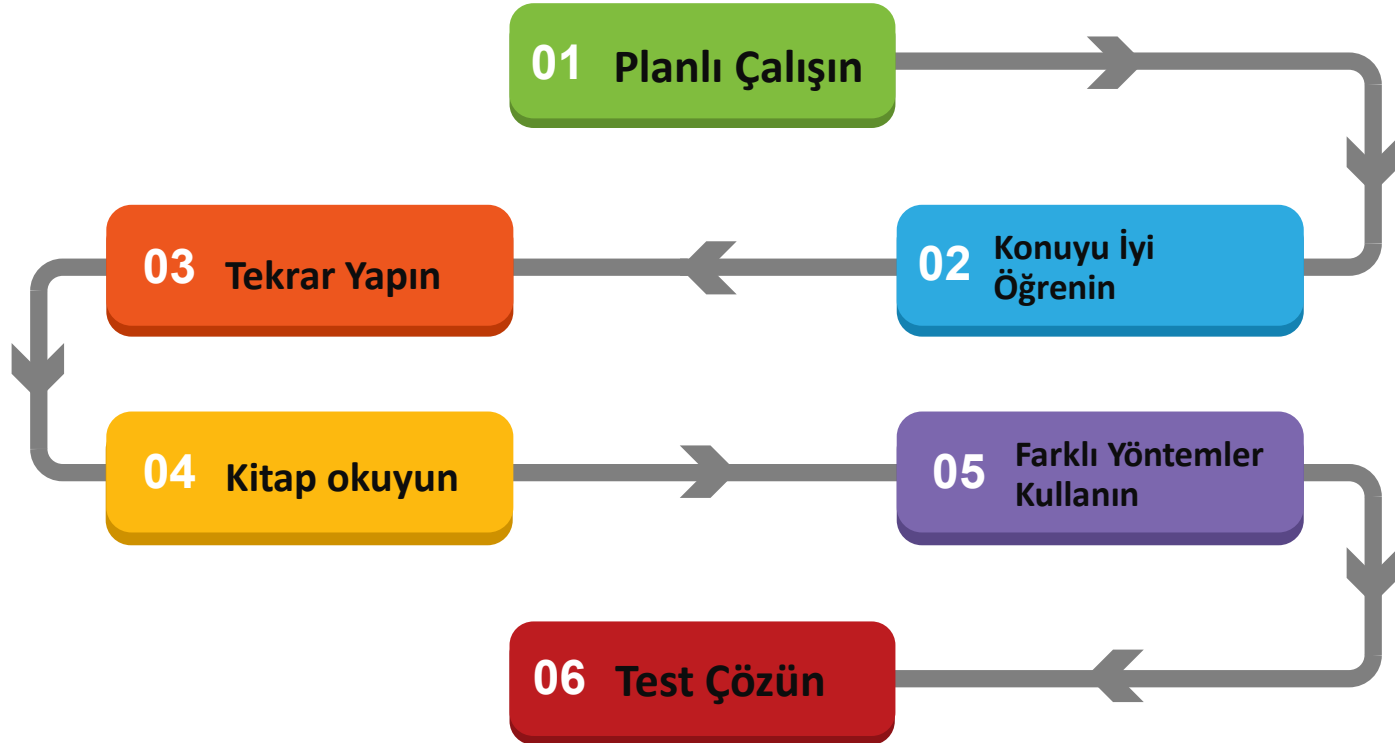 01 Planlı Çalışın
02 Konuyu İyi
Öğrenin
03 Tekrar Yapın
04 Kitap okuyun
05 Farklı Yöntemler
Kullanın
06 Test Çözün